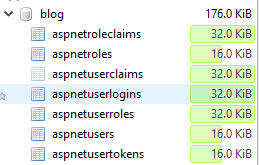 blog 176.0 KiB
aspnetroleclaims 32.0 KiB
aspnetroles 16.0 KiB
aspnetuserclaims 32.0 KiB
aspnetuserlogins 32.0 KiB
aspnetuserroles 32.0 KiB
aspnetusers 16.0 KiB
aspnetusertokens 16.0 KiB